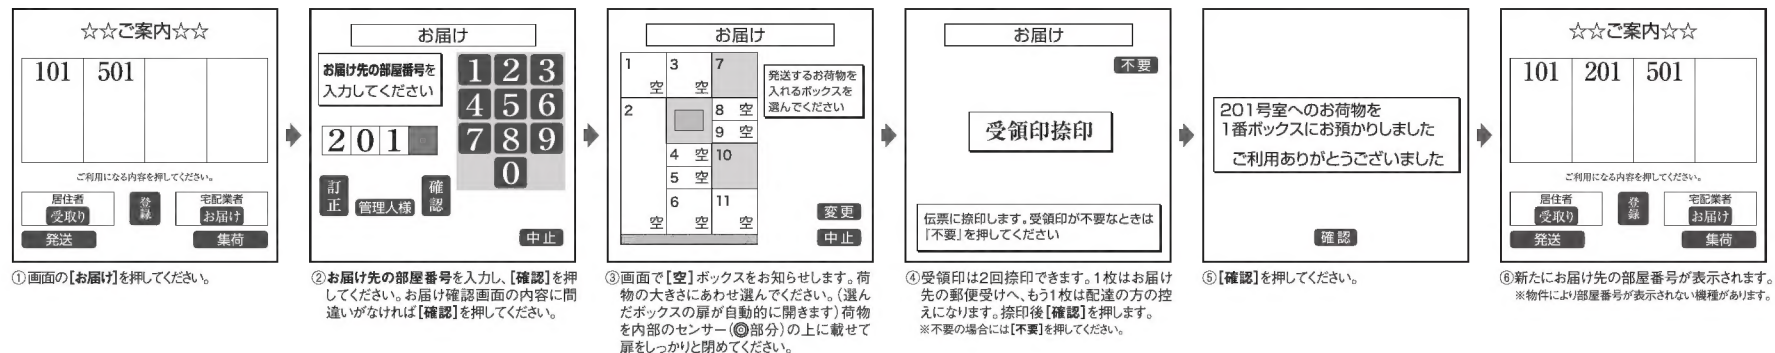 ☆☆ご案内☆☆
101 501
ご利用になる内容を押してください。
居住者
受取り
登録
宅配業者
お届け
発送
集荷
①画面の[お届け]を押してください。
お届け
お届け先の部屋番号を
入力してください
201
1 2 3
4 5 6
7 8 9
0
訂正
管理人様
確認
中止
②お届け先の部屋番号を入力し、[確認]を押
してください。お届け確認画面の内容に間
違いがなければ[確認]を押してください。
お届け
1 空
3 空
7
2 空
8 空
9 空
4 空
10
5 空
6 空
11 空
発送するお荷物を
入れるボックスを
選んでください
変更
中止
③画面で[空]ボックスをお知らせします。荷
物の大きさにあわせ選んでください。(選ん
だボックスの扉が自動的に開きます)荷物
を内部のセンサー(◎部分)の上に載せて
扉をしっかりと閉めてください。
お届け
不要
受領印捺印
伝票に捺印します。受領印が不要なときは
『不要』を押してください
④受領印は2回捺印できます。1枚はお届け
先の郵便受けへ、もう1枚は配達の方の控
えになります。捺印後[確認]を押します。
※不要の場合には[不要]を押してください。
201号室へのお荷物を
1番ボックスにお預かりしました
ご利用ありがとうございました
確認
⑤[確認]を押してください。
☆☆ご案内☆☆
101 201 501
ご利用になる内容を押してください。
居住者
受取り
登録
宅配業者
お届け
発送
集荷
⑥新たにお届け先の部屋番号が表示されます。
※物件により部屋番号が表示されない機種があります。